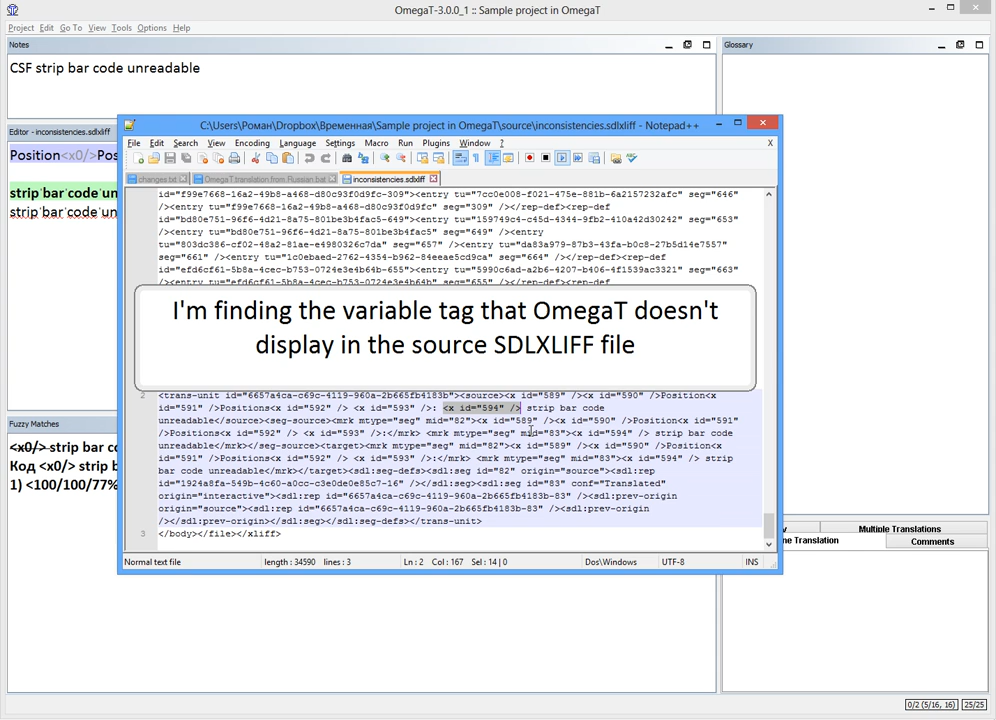 OmegaT-3.0.0_1 :: Sample project in OmegaT
Project Edit Go To View Tools Options Help
Notes
Glossary
CSF strip bar code unreadable
Editor - inconsistencies.sdlxliff
Position<x0/>Pos
strip bar code un
strip bar code un
C:\Users\Роман\Dropbox\Временная\Sample project in OmegaT\source\inconsistencies.sdlxliff - Notepad++
File Edit Search View Encoding Language Settings Macro Run Plugins Window ? X
changes.txt
OmegaT translation from Russian.bat
inconsistencies.sdlxliff
id="f99e7668-16a2-49b8-a468-d80c93f0d9fc-309"><entry tu="7cc0e008-f021-475e-881b-6a2157232afc" seg="646"
/><entry tu="f99e7668-16a2-49b8-a468-d80c93f0d9fc" seg="309" /></rep-def><rep-def
id="bd80e751-96f6-4d21-8a75-801be3b4fac5-649"><entry tu="159749c4-c45d-4344-9fb2-410a42d30242" seg="653"
/><entry tu="bd80e751-96f6-4d21-8a75-801be3b4fac5" seg="649" /><entry
tu="803dc386-cf02-48a2-81ae-e4980326c7da" seg="657" /><entry tu="da83a979-87b3-43fa-b0c8-27b5d14e7557"
seg="661" /><entry tu="1c0ebaed-2762-4354-b962-84eeae5cd9ca" seg="664" /></rep-def><rep-def
id="efd6cf61-5b8a-4cec-b753-0724e3e4b64b-655"><entry tu="5990c6ad-a2b6-4207-b406-4f1539ac3321" seg="663"
/><entry tu="efd6cf61-5b8a-4cec-b753-0724e3e4b64b" seg="655" /></rep-def><rep-def
I'm finding the variable tag that OmegaT doesn't
display in the source SDLXLIFF file
2 <trans-unit id="6657a4ca-c69c-4119-960a-2b665fb4183b"><source><x id="589" /><x id="590" />Position<x
id="591" />Positions<x id="592" /> <x id="593" />: <x id="594" /> strip bar code
unreadable</source><seg-source><mrk mtype="seg" mid="82"><x id="589" /><x id="590" />Position<x id="591"
/>Positions<x id="592" /> <x id="593" />:</mrk> <mrk mtype="seg" mid="83"><x id="594" /> strip bar code
unreadable</mrk></seg-source><target><mrk mtype="seg" mid="82"><x id="589" /><x id="590" />Position<x
id="591" />Positions<x id="592" /> <x id="593" />:</mrk> <mrk mtype="seg" mid="83"><x id="594" /> strip
bar code unreadable</mrk></target><sdl:seg-defs><sdl:seg id="82" origin="source"><sdl:rep
id="1924a8fa-549b-4c60-a0cc-c3e0de0e85c7-16" /></sdl:seg><sdl:seg id="83" conf="Translated"
origin="interactive"><sdl:rep id="6657a4ca-c69c-4119-960a-2b665fb4183b-83" /><sdl:prev-origin
origin="source"><sdl:rep id="6657a4ca-c69c-4119-960a-2b665fb4183b-83" /></sdl:prev-origin
/></sdl:prev-origin></sdl:seg></sdl:seg-defs></trans-unit>
3 </body></file></xliff>
Normal text file length : 34590 lines : 3 Ln : 2 Col : 167 Sel : 14 | 0 Dos\Windows UTF-8 INS
Fuzzy Matches
<x0/> strip bar co
Код <x0/> strip b
1) <100/100/77%
Multiple Translations
ne Translation
Comments
0/2 (5/16, 16) 25/25